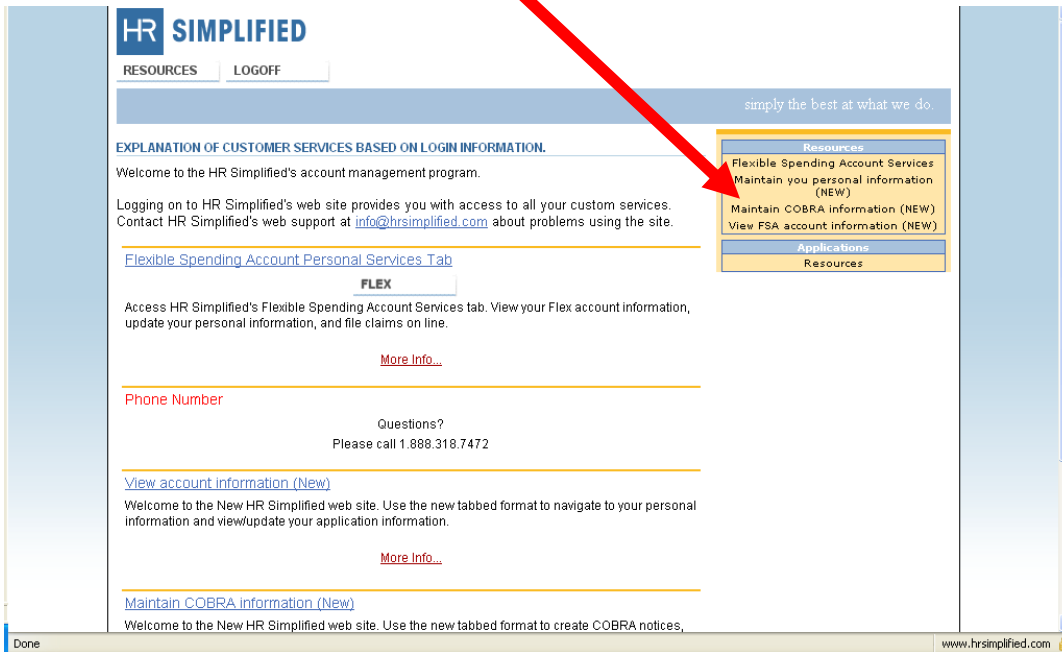 HR SIMPLIFIED
RESOURCES LOGOFF
simply the best at what we do.
EXPLANATION OF CUSTOMER SERVICES BASED ON LOGIN INFORMATION.
Welcome to the HR Simplified's account management program.
Logging on to HR Simplified's web site provides you with access to all your custom services.
Contact HR Simplified's web support at info@hrsimplified.com about problems using the site.
Flexible Spending Account Personal Services Tab
FLEX
Access HR Simplified's Flexible Spending Account Services tab. View your Flex account information,
update your personal information, and file claims on line.
More Info...
Phone Number
Questions?
Please call 1.888.318.7472
View account information (New)
Welcome to the New HR Simplified web site. Use the new tabbed format to navigate to your personal
information and view/update your application information.
More Info...
Maintain COBRA information (New)
Welcome to the New HR Simplified web site. Use the new tabbed format to create COBRA notices,
Resources
Flexible Spending Account Services
Maintain you personal information
(NEW)
Maintain COBRA information (NEW)
View FSA account information (NEW)
Applications
Resources
Done
www.hrsimplified.com